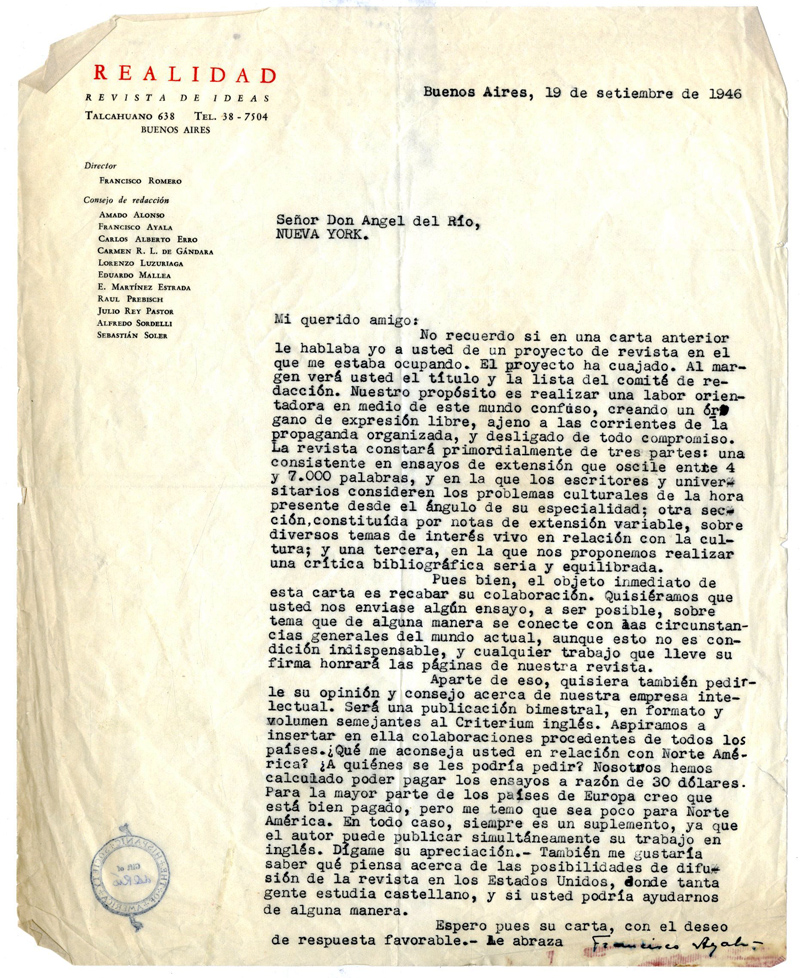 REALIDAD
REVISTA DE IDEAS
TALCAHUANO 638 TEL. 38-7504
BUENOS AIRES
Buenos Aires, 19 de setiembre de 1946
Director
FRANCISCO ROMERO
Consejo de redacción
AMADO ALONSO
FRANCISCO AYALA
CARLOS ALBERTO ERRO
CARMEN R. L. DE GÁNDARA
LORENZO LUZURIAGA
EDUARDO MALLEA
E. MARTÍNEZ ESTRADA
RAUL PREBISCH
JULIO REY PASTOR
ALFREDO SORDELLI
SEBASTIÁN SOLER
Señor Don Angel del Río,
NUEVA YORK.
Mi querido amigo:
No recuerdo si en una carta anterior
le hablaba yo a usted de un proyecto de revista en el
que me estaba ocupando. El proyecto ha cuajado. Al mar-
gen verá usted el título y la lista del comité de re-
dacción. Nuestro propósito es realizar una labor orien-
tadora en medio de este mundo confuso, creando un ór
gano de expresión libre, ajeno a las corrientes de la
propaganda organizada, y desligado de todo compromiso.
La revista constará primordialmente de tres partes: una
consistente en ensayos de extensión que oscile entre 4
y 7.000 palabras, y en la que los escritores y univer-
sitarios consideren los problemas culturales de la hora
presente desde el ángulo de su especialidad; otra sec-
ción,constituída por notas de extensión variable, sobre
diversos temas de interés vivo en relación con la cul-
tura; y una tercera, en la que nos proponemos realizar
una crítica bibliográfica seria y equilibrada.
Pues bien, el objeto inmediato de
esta carta es recabar su colaboración. Quisiéramos que
usted nos enviase algún ensayo, a ser posible, sobre
tema que de alguna manera se conecte con las circunstan-
cias generales del mundo actual, aunque esto no es con-
dición indispensable, y cualquier trabajo que lleve su
firma honrará las páginas de nuestra revista.
Aparte de eso, quisiera también pedir-
le su opinión y consejo acerca de nuestra empresa inte-
lectual. Será una publicación bimestral, en formato y
volumen semejantes al Criterium inglés. Aspiramos a
insertar en ella colaboraciones procedentes de todos los
países.¿Qué me aconseja usted en relación con Norte Amé-
rica? ¿A quiénes se les podría pedir? Nosotros hemos
calculado poder pagar los ensayos a razón de 30 dólares.
Para la mayor parte de los países de Europa creo que
está bien pagado, pero me temo que sea poco para Norte
América. En todo caso, siempre es un suplemento, ya que
el autor puede publicar simultáneamente su trabajo en
inglés. Dígame su apreciación.- También me gustaría
saber qué piensa acerca de las posibilidades de difu-
sión de la revista en los Estados Unidos, donde tanta
gente estudia castellano, y si usted podría ayudarnos
de alguna manera.
Espero pues su carta, con el deseo
de respuesta favorable.- Le abraza Francisco Ayala